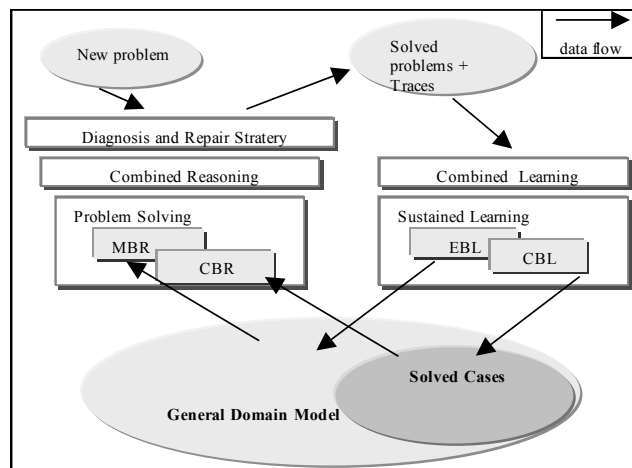 New problem
Solved
problems +
Traces
data flow
Diagnosis and Repair Stratery
Combined Reasoning
Problem Solving
MBR
CBR
Combined Learning
Sustained Learning
EBL
CBL
Solved Cases
General Domain Model